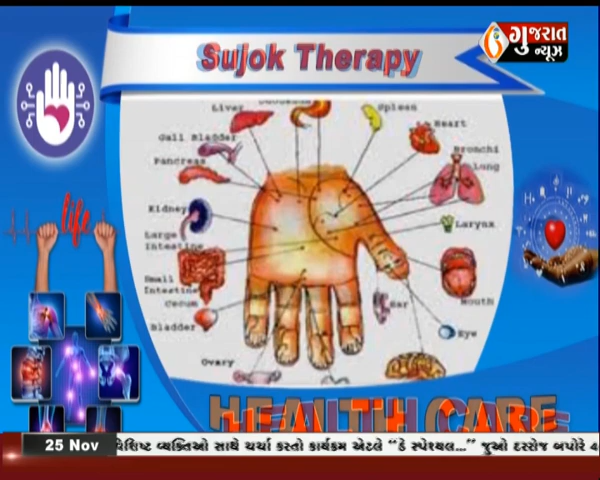 ગુજરાત
ન્યૂઝ
Sujok Therapy
Liver
Spleen
Heart
Gall Bladder
Bronchi
Lung
Pancreas
Kidney
Larynx
Large
Intestine
Small
Intestine
Mouth
Cecum
Ear
Bladder
Eye
Ovary
life
HEALTH CARE
25 Nov
વિશિષ્ટ વ્યક્તિઓ સાથે ચર્ચા કરતો કાર્યક્રમ એટલે “ડે સ્પેશ્યલ...” જુઓ દરરોજ બપોરે